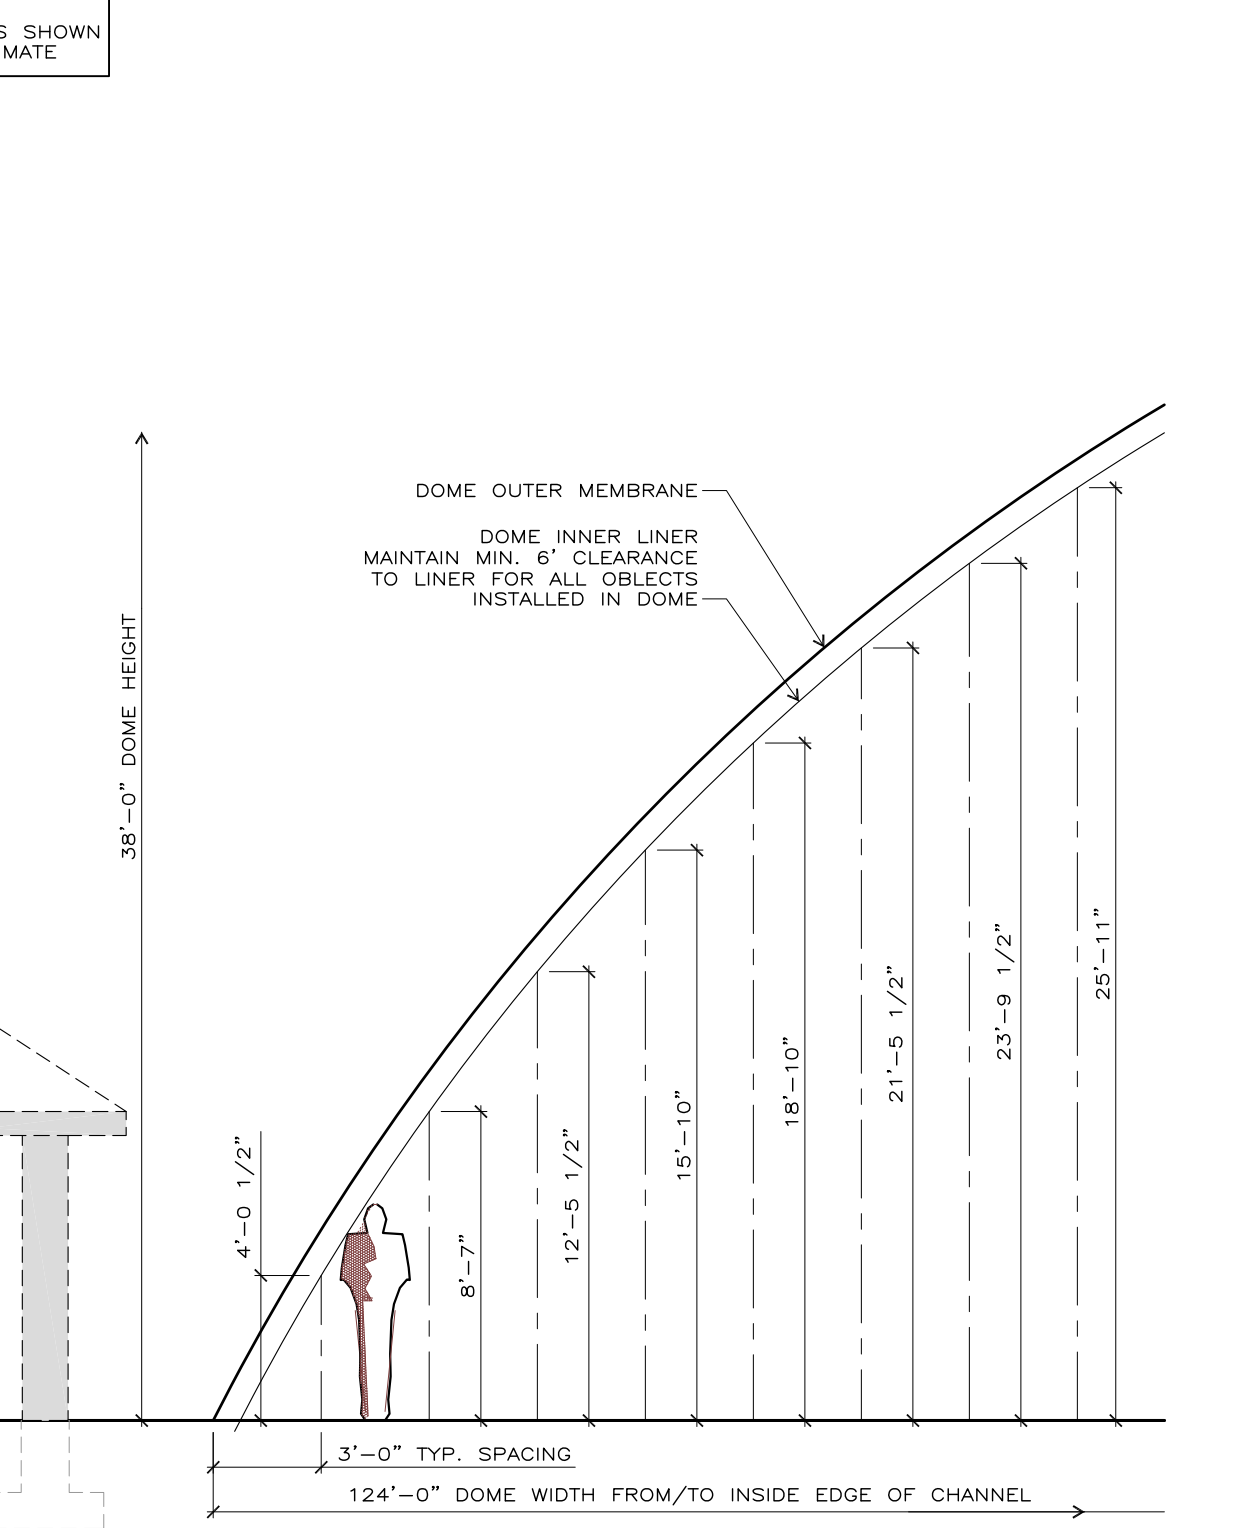 S SHOWN
MATE
DOME OUTER MEMBRANE
DOME INNER LINER
MAINTAIN MIN. 6' CLEARANCE
TO LINER FOR ALL OBLECTS
INSTALLED IN DOME
38'-0" DOME HEIGHT
4'-0 1/2"
8'-7"
12'-5 1/2"
15'-10"
18'-10"
21'-5 1/2"
23'-9 1/2"
25'-11"
3'-0" TYP. SPACING
124'-0" DOME WIDTH FROM/TO INSIDE EDGE OF CHANNEL